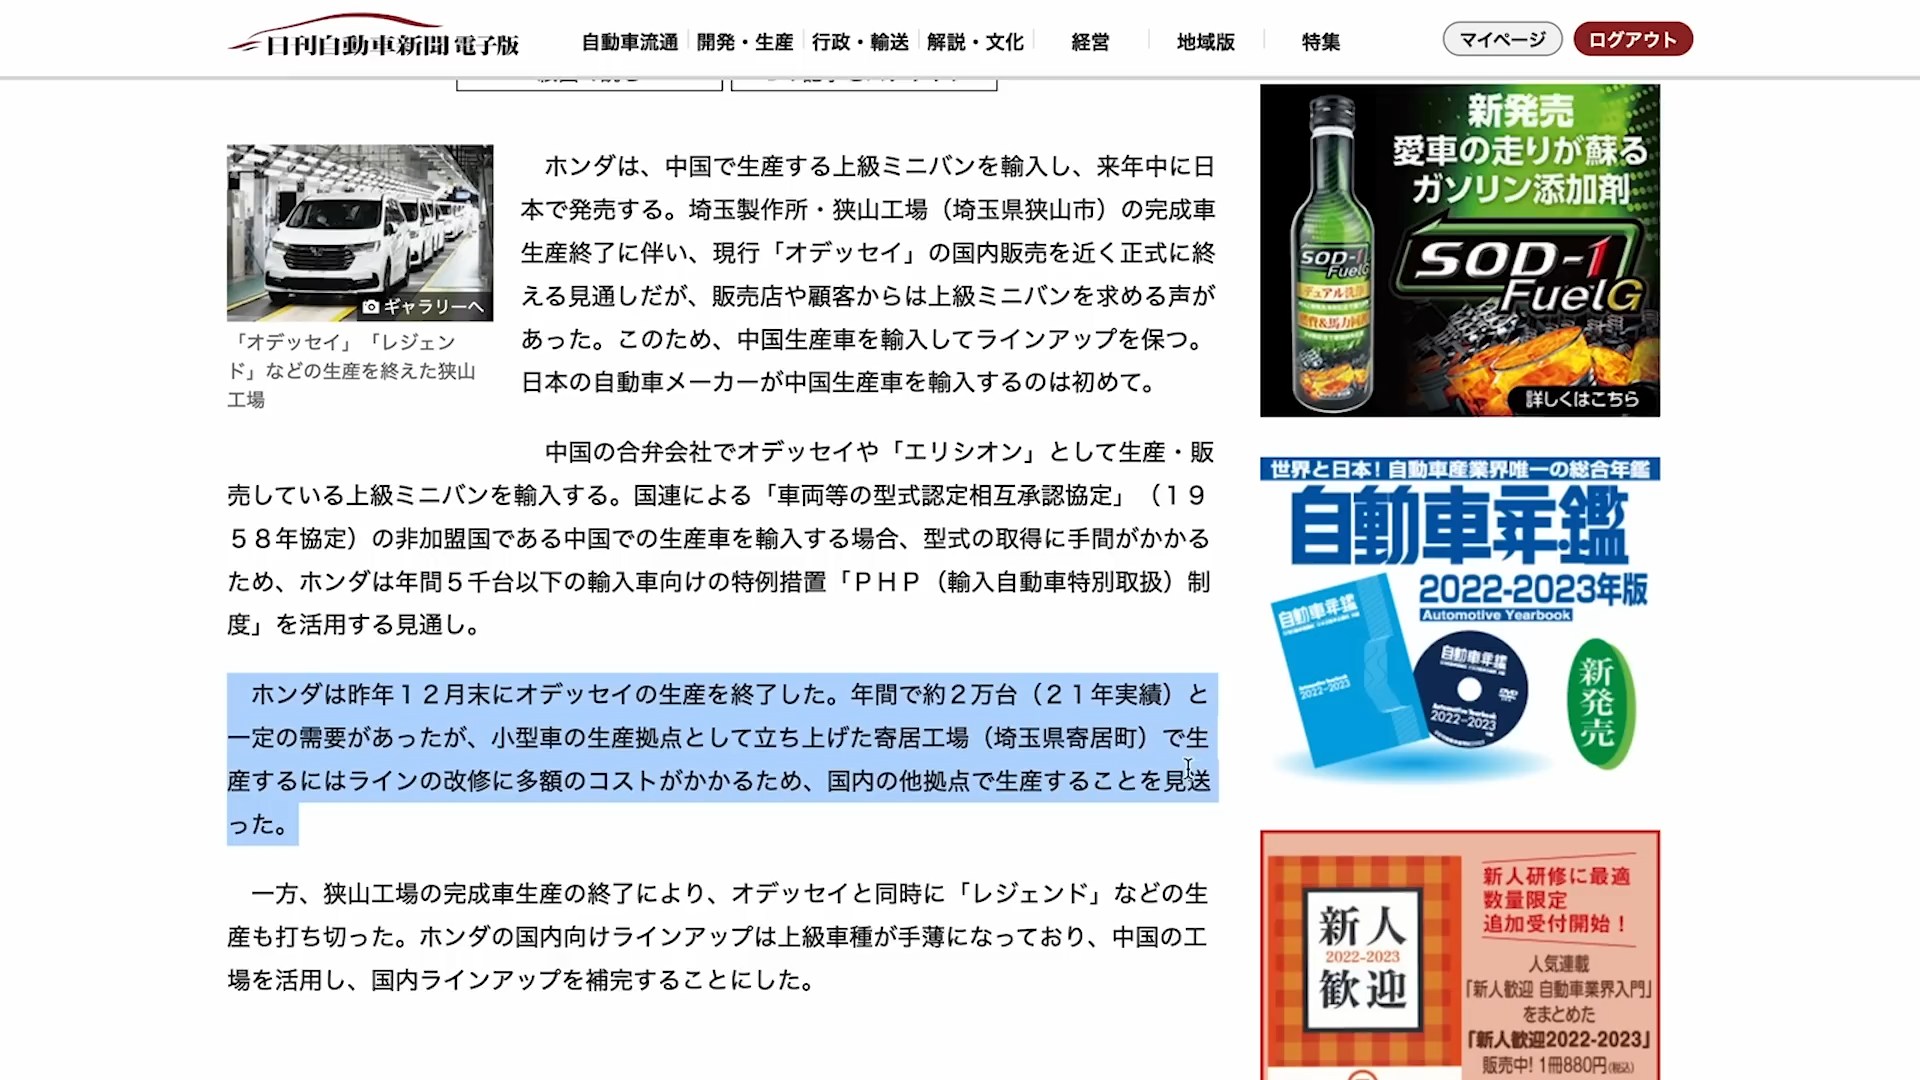 日刊自動車新聞 電子版
自動車流通 開発・生産 行政・輸送 解説・文化 経営 地域版 特集
マイページ ログアウト
ギャラリーへ
「オデッセイ」「レジェン
ド」などの生産を終えた狭山
工場
ホンダは、中国で生産する上級ミニバンを輸入し、来年中に日
本で発売する。埼玉製作所・狭山工場（埼玉県狭山市）の完成車
生産終了に伴い、現行「オデッセイ」の国内販売を近く正式に終
える見通しだが、販売店や顧客からは上級ミニバンを求める声が
あった。このため、中国生産車を輸入してラインアップを保つ。
日本の自動車メーカーが中国生産車を輸入するのは初めて。
中国の合弁会社でオデッセイや「エリシオン」として生産・販
売している上級ミニバンを輸入する。国連による「車両等の型式認定相互承認協定」（１９
５８年協定）の非加盟国である中国での生産車を輸入する場合、型式の取得に手間がかかる
ため、ホンダは年間５千台以下の輸入車向けの特例措置「ＰＨＰ（輸入自動車特別取扱）制
度」を活用する見通し。
ホンダは昨年１２月末にオデッセイの生産を終了した。年間で約２万台（２１年実績）と
一定の需要があったが、小型車の生産拠点として立ち上げた寄居工場（埼玉県寄居町）で生
産するにはラインの改修に多額のコストがかかるため、国内の他拠点で生産することを見送
った。
一方、狭山工場の完成車生産の終了により、オデッセイと同時に「レジェンド」などの生
産も打ち切った。ホンダの国内向けラインアップは上級車種が手薄になっており、中国の工
場を活用し、国内ラインアップを補完することにした。
新発売
愛車の走りが蘇る
ガソリン添加剤
SOD-1
FuelG
SOD-1
FuelG
詳しくはこちら
世界と日本！自動車産業界唯一の総合年鑑
自動車年鑑
2022-2023年版
Automotive Yearbook
自動車年鑑
2022-2023
自動車年鑑
DVD
Automotive Yearbook
2022-2023
新発売
新人研修に最適
数量限定
追加受付開始！
新人
2022-2023
歓迎
人気連載
「新人歓迎 自動車業界入門」
をまとめた
「新人歓迎2022-2023」
販売中！1冊880円(税込)